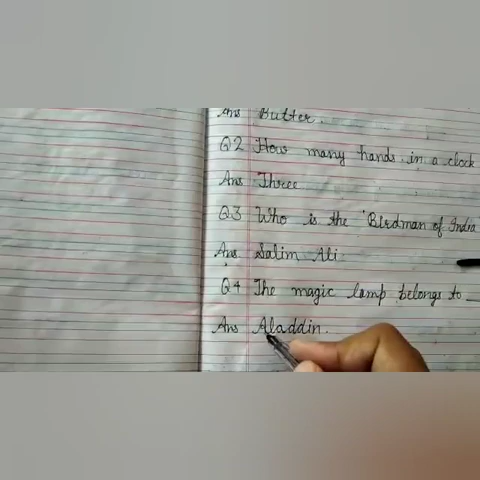 Ans Butter.
Q2 How many hands in a clock
Ans Three
Q3 Who is the 'Birdman of India
Ans Salim Ali
Q4 The magic lamp belongs to _
Ans Aladdin.